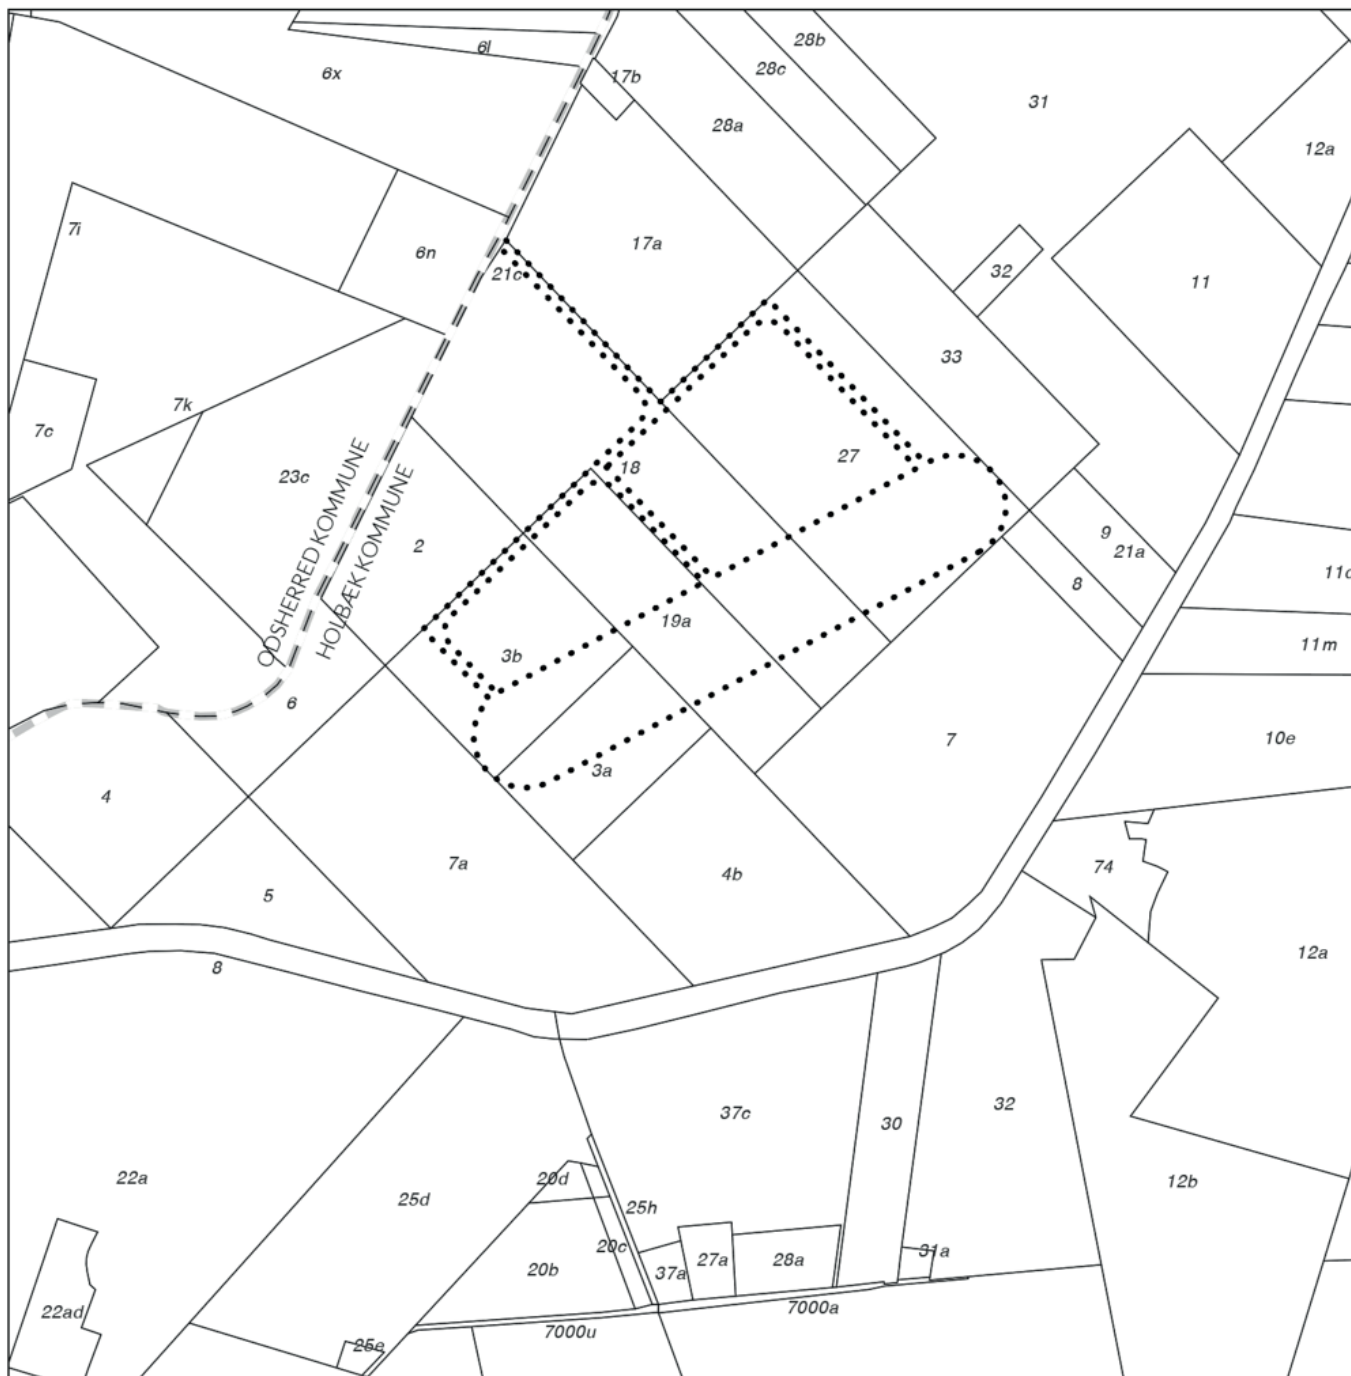 28b
6l
6x
28c
17b
31
28a
12a
7i
17a
6n
21c
32
11
33
7k
7c
27
18
23c
ODSHERRED KOMMUNE
HOLBÆK KOMMUNE
2
9
21a
11c
8
19a
11m
3b
6
7
10e
3a
4
7a
74
4b
5
12a
8
37c
32
30
22a
20d
12b
25d
25h
20c
31a
27a
28a
20b
37a
22ad
7000a
7000u
25e